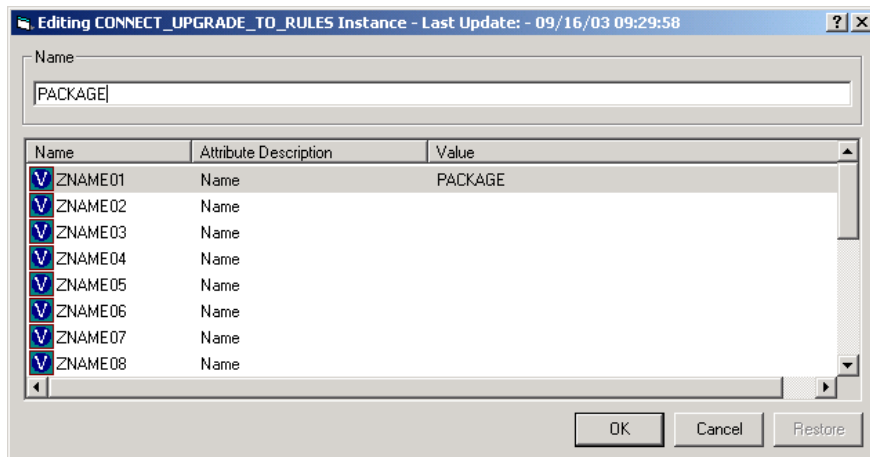 Editing CONNECT_UPGRADE_TO_RULES Instance - Last Update: - 09/16/03 09:29:58
Name
PACKAGE
Name Attribute Description Value
V ZNAME01 Name PACKAGE
V ZNAME02 Name
V ZNAME03 Name
V ZNAME04 Name
V ZNAME05 Name
V ZNAME06 Name
V ZNAME07 Name
V ZNAME08 Name
OK Cancel Restore